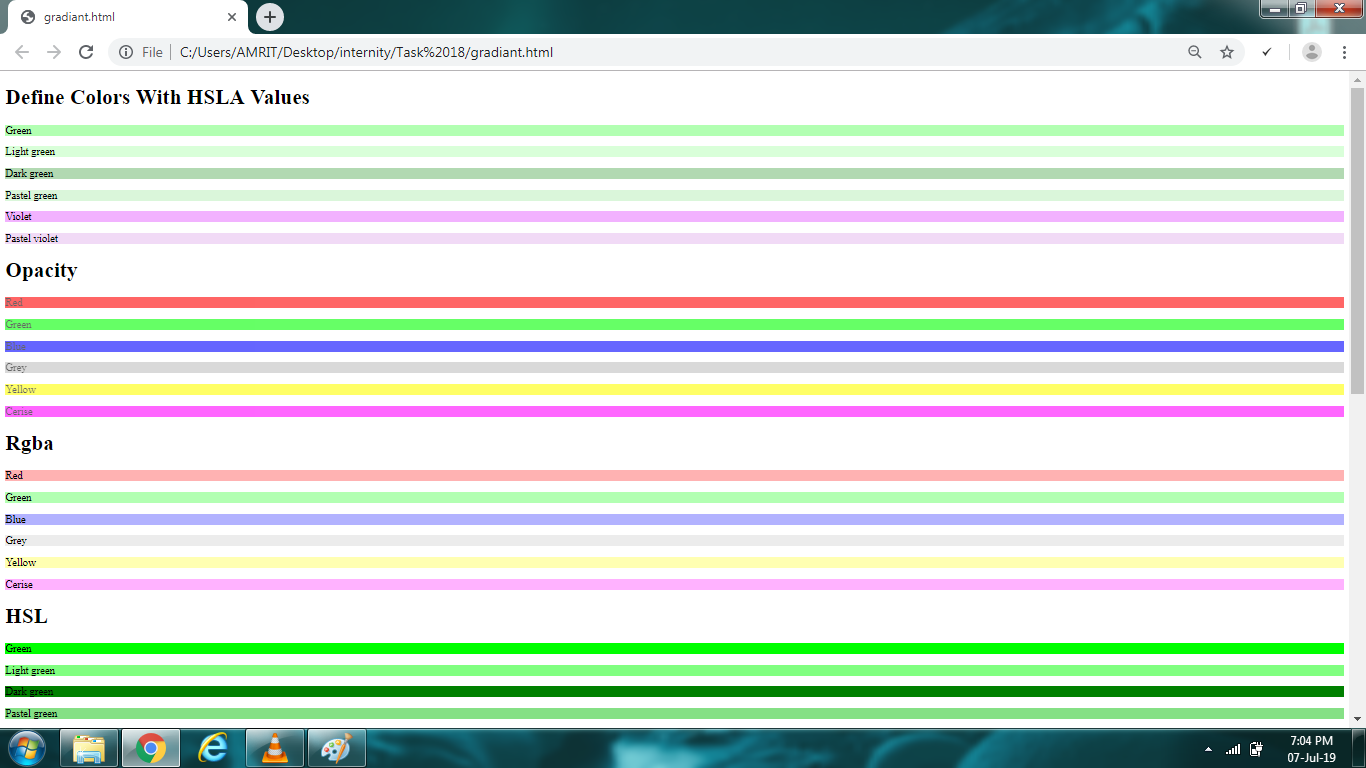 gradiant.html
File
C:/Users/AMRIT/Desktop/internity/Task%2018/gradiant.html
Define Colors With HSLA Values
Green
Light green
Dark green
Pastel green
Violet
Pastel violet
Opacity
Red
Green
Blue
Grey
Yellow
Cerise
Rgba
Red
Green
Blue
Grey
Yellow
Cerise
HSL
Green
Light green
Dark green
Pastel green
7:04 PM
07-Jul-19